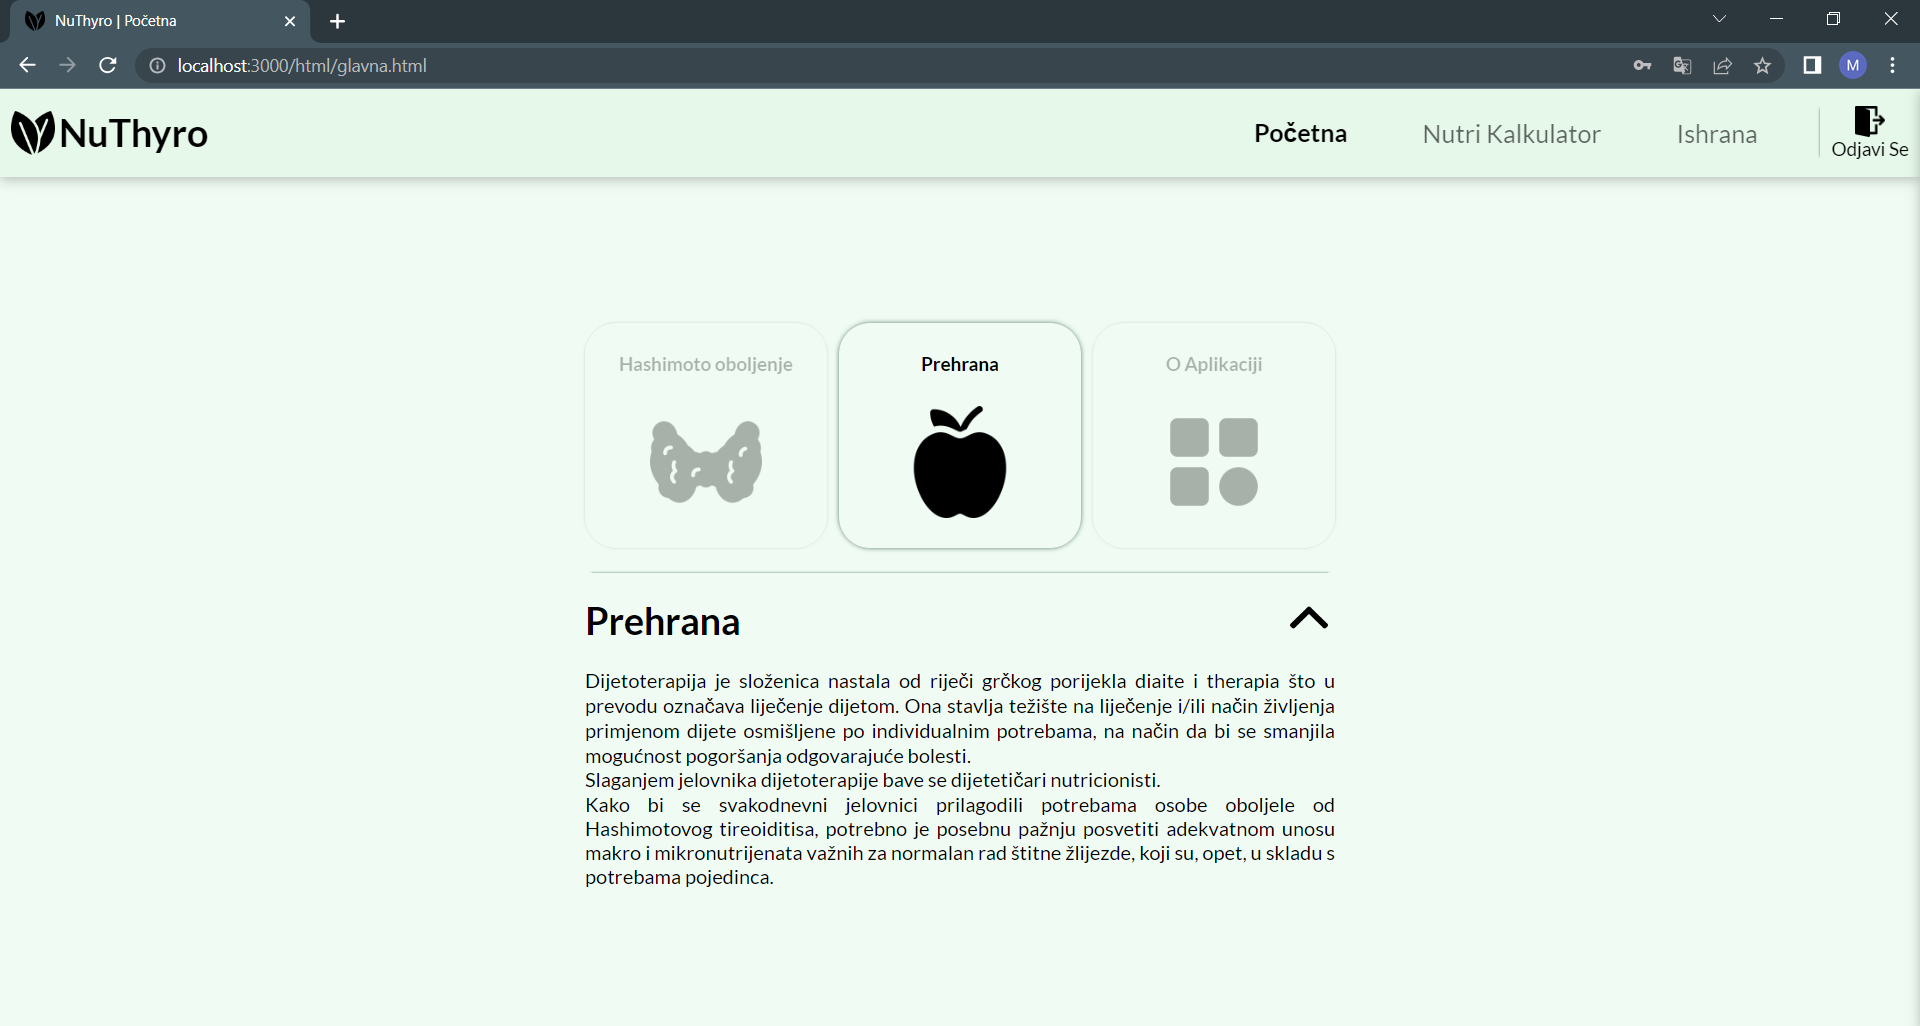 NuThyro | Početna
localhost:3000/html/glavna.html
M
NuThyro
Početna
Nutri Kalkulator
Ishrana
Odjavi Se
Hashimoto oboljenje
Prehrana
O Aplikaciji
Prehrana
Dijetoterapija je složenica nastala od riječi grčkog porijekla diaite i therapia što u
prevodu označava liječenje dijetom. Ona stavlja težište na liječenje i/ili način življenja
primjenom dijete osmišljene po individualnim potrebama, na način da bi se smanjila
mogućnost pogoršanja odgovarajuće bolesti.
Slaganjem jelovnika dijetoterapije bave se dijetetičari nutricionisti.
Kako bi se svakodnevni jelovnici prilagodili potrebama osobe oboljele od
Hashimotovog tireoiditisa, potrebno je posebnu pažnju posvetiti adekvatnom unosu
makro i mikronutrijenata važnih za normalan rad štitne žlijezde, koji su, opet, u skladu s
potrebama pojedinca.